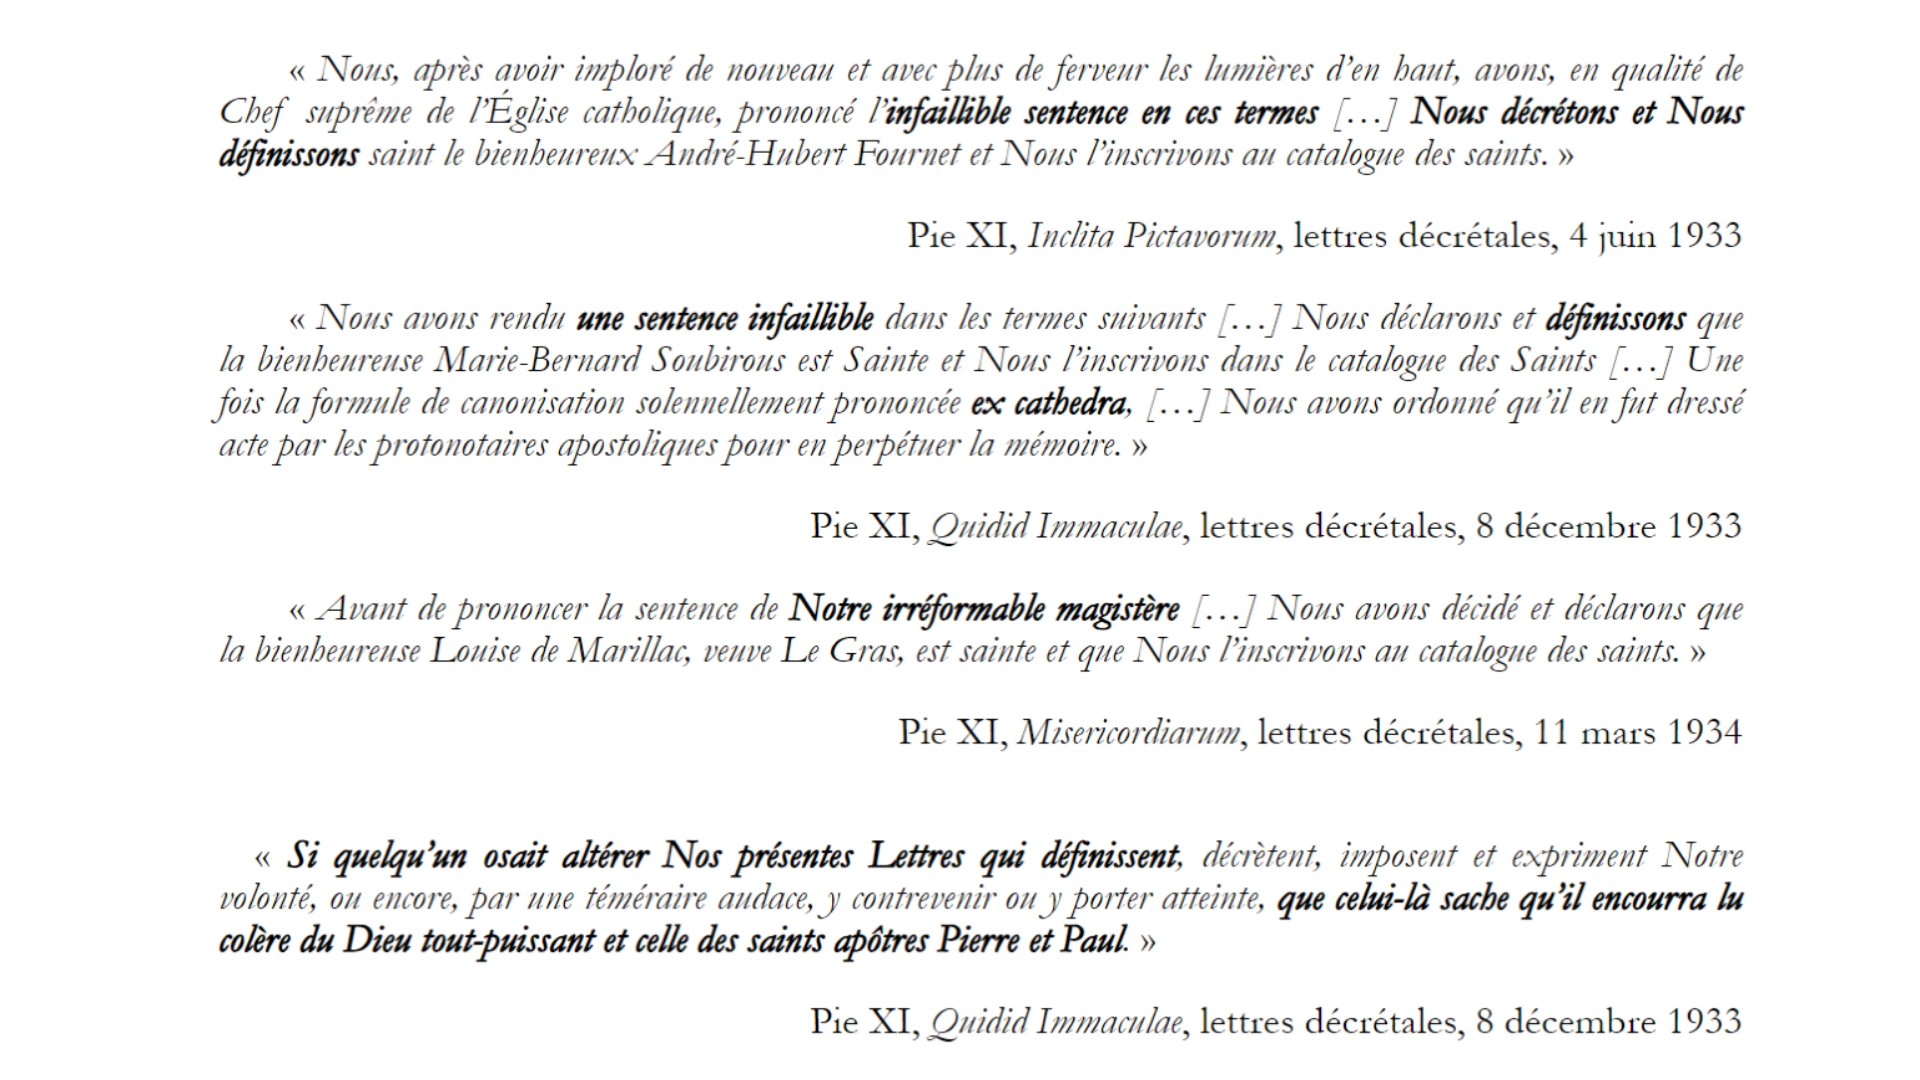 « Nous, après avoir imploré de nouveau et avec plus de ferveur les lumières d’en haut, avons, en qualité de
Chef suprême de l’Église catholique, prononcé l’infaillible sentence en ces termes […] Nous décrétons et Nous
définissons saint le bienheureux André-Hubert Fournet et Nous l’inscrivons au catalogue des saints. »
Pie XI, Inclita Pictavorum, lettres décrétales, 4 juin 1933
« Nous avons rendu une sentence infaillible dans les termes suivants […] Nous déclarons et définissons que
la bienheureuse Marie-Bernard Soubirous est Sainte et Nous l’inscrivons dans le catalogue des Saints […] Une
fois la formule de canonisation solennellement prononcée ex cathedra, […] Nous avons ordonné qu’il en fut dressé
acte par les protonotaires apostoliques pour en perpétuer la mémoire. »
Pie XI, Quidid Immaculae, lettres décrétales, 8 décembre 1933
« Avant de prononcer la sentence de Notre irréformable magistère […] Nous avons décidé et déclarons que
la bienheureuse Louise de Marillac, veuve Le Gras, est sainte et que Nous l’inscrivons au catalogue des saints. »
Pie XI, Misericordiarum, lettres décrétales, 11 mars 1934
« Si quelqu’un osait altérer Nos présentes Lettres qui définissent, décrètent, imposent et expriment Notre
volonté, ou encore, par une téméraire audace, y contrevenir ou y porter atteinte, que celui-là sache qu’il encourra lu
colère du Dieu tout-puissant et celle des saints apôtres Pierre et Paul. »
Pie XI, Quidid Immaculae, lettres décrétales, 8 décembre 1933